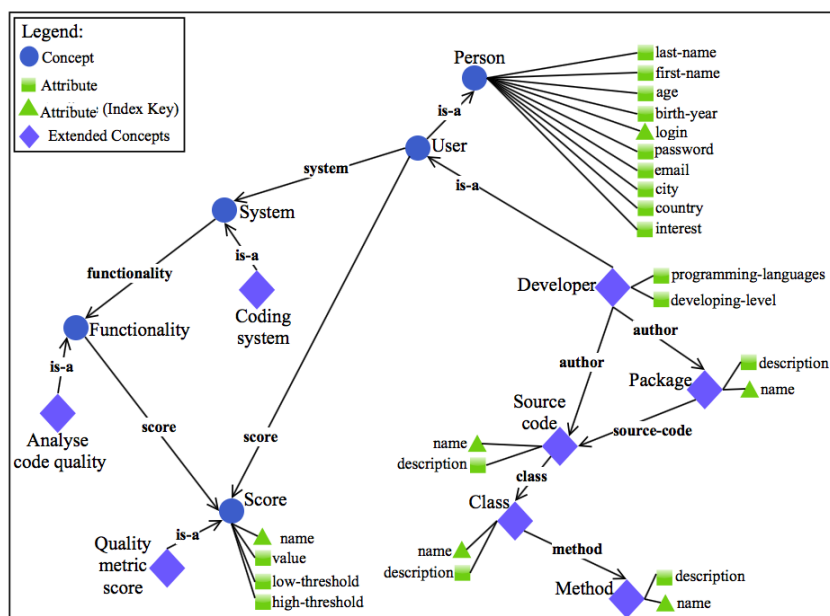 Legend:
Concept
Attribute
Attribute (Index Key)
Extended Concepts
Person
last-name
first-name
age
birth-year
login
password
email
city
country
interest
is-a
User
system
is-a
System
functionality
is-a
Coding
system
Developer
programming-languages
developing-level
author
author
Functionality
is-a
Package
description
name
Analyse
code quality
score
score
Source
code
source-code
name
description
class
Class
Score
is-a
name
value
low-threshold
high-threshold
Quality
metric
score
name
description
method
Method
description
name